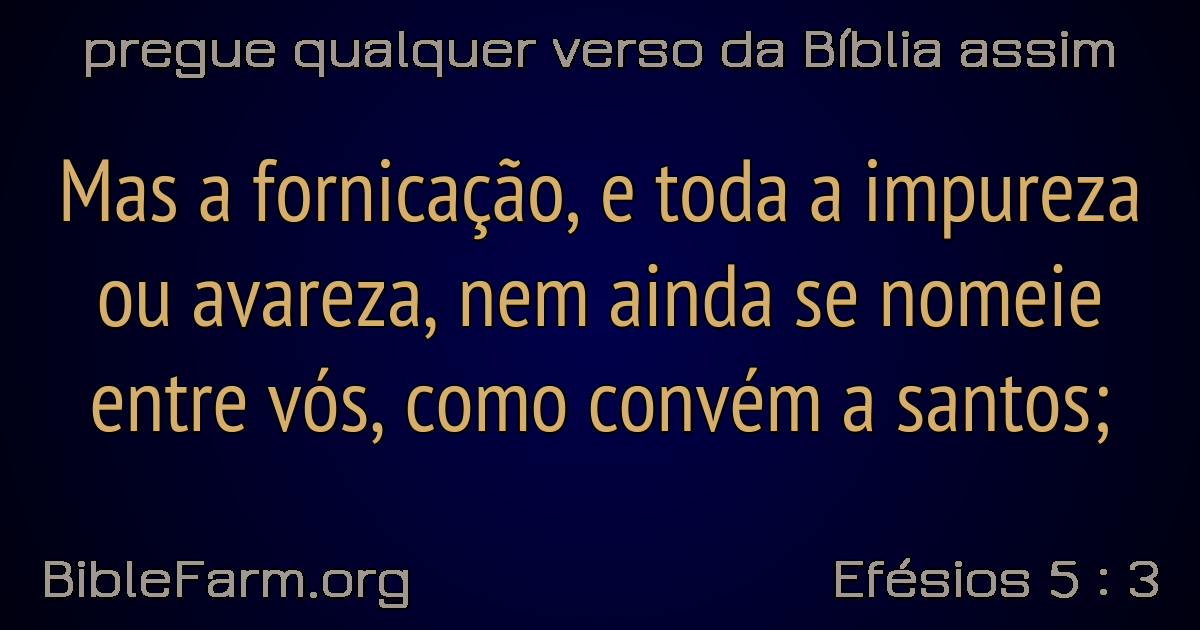 pregue qualquer verso da Bíblia assim
Mas a fornicação, e toda a impureza
ou avareza, nem ainda se nomeie
entre vós, como convém a santos;
BibleFarm.org
Efésios 5 : 3